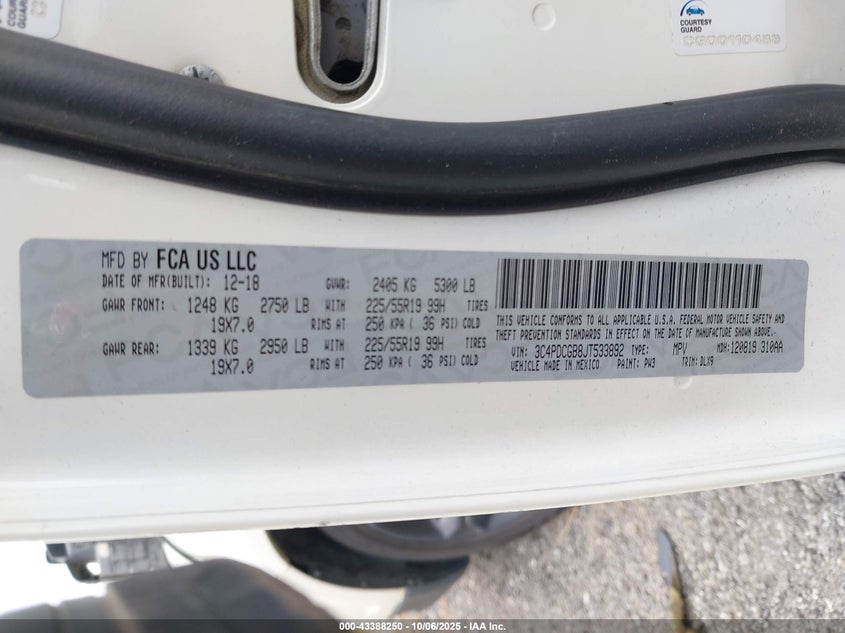 GUARD
COURTESY
GUARD
MFD BY FCA US LLC
DATE OF MFR(BUILT): 12-18 GVWR: 2405 KG 5300 LB
GAWR FRONT: 1248 KG 2750 LB WITH 225/55R19 99H TIRES
19X7.0 RIMS AT 250 KPA ( 36 PSI) COLD
GAWR REAR: 1339 KG 2950 LB WITH 225/55R19 99H TIRES
19X7.0 RIMS AT 250 KPA ( 36 PSI) COLD
THIS VEHICLE CONFORMS TO ALL APPLICABLE U.S.A. FEDERAL MOTOR VEHICLE SAFETY AND
THEFT PREVENTION STANDARDS IN EFFECT ON THE DATE OF MANUFACTURE SHOWN ABOVE.
VIN: 3C4PDCGB8JT533892 TYPE: MPV MDH: 120819 310AA
VEHICLE MADE IN MEXICO PAINT: PW3 TRIM: DLX9
000-43388250 | 10/06/2025 | © IAA Inc.